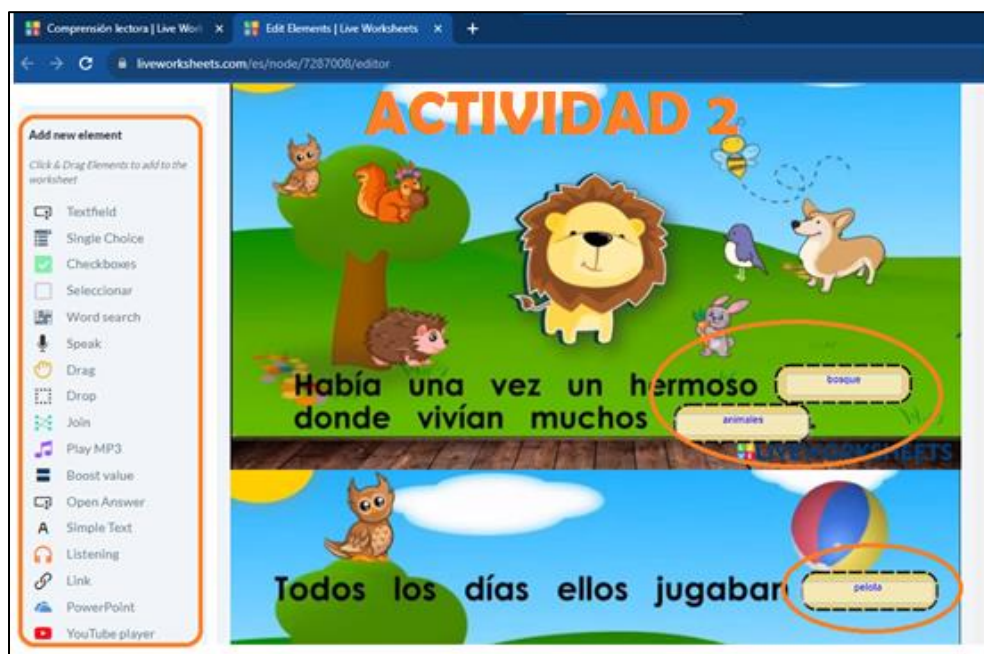 Comprensión lectora | Live Wor
Edit Elements | Live Worksheets
liveworksheets.com/es/node/7287008/editor
Add new element
Click & Drag Elements to add to the
worksheet
Textfield
Single Choice
Checkboxes
Seleccionar
Word search
Speak
Drag
Drop
Join
Play MP3
Boost value
Open Answer
Simple Text
Listening
Link
PowerPoint
YouTube player
ACTIVIDAD 2
Había una vez un hermoso bosque
donde vivían muchos animales .
LIVEWORKSHEETS
Todos los días ellos jugaban pelota